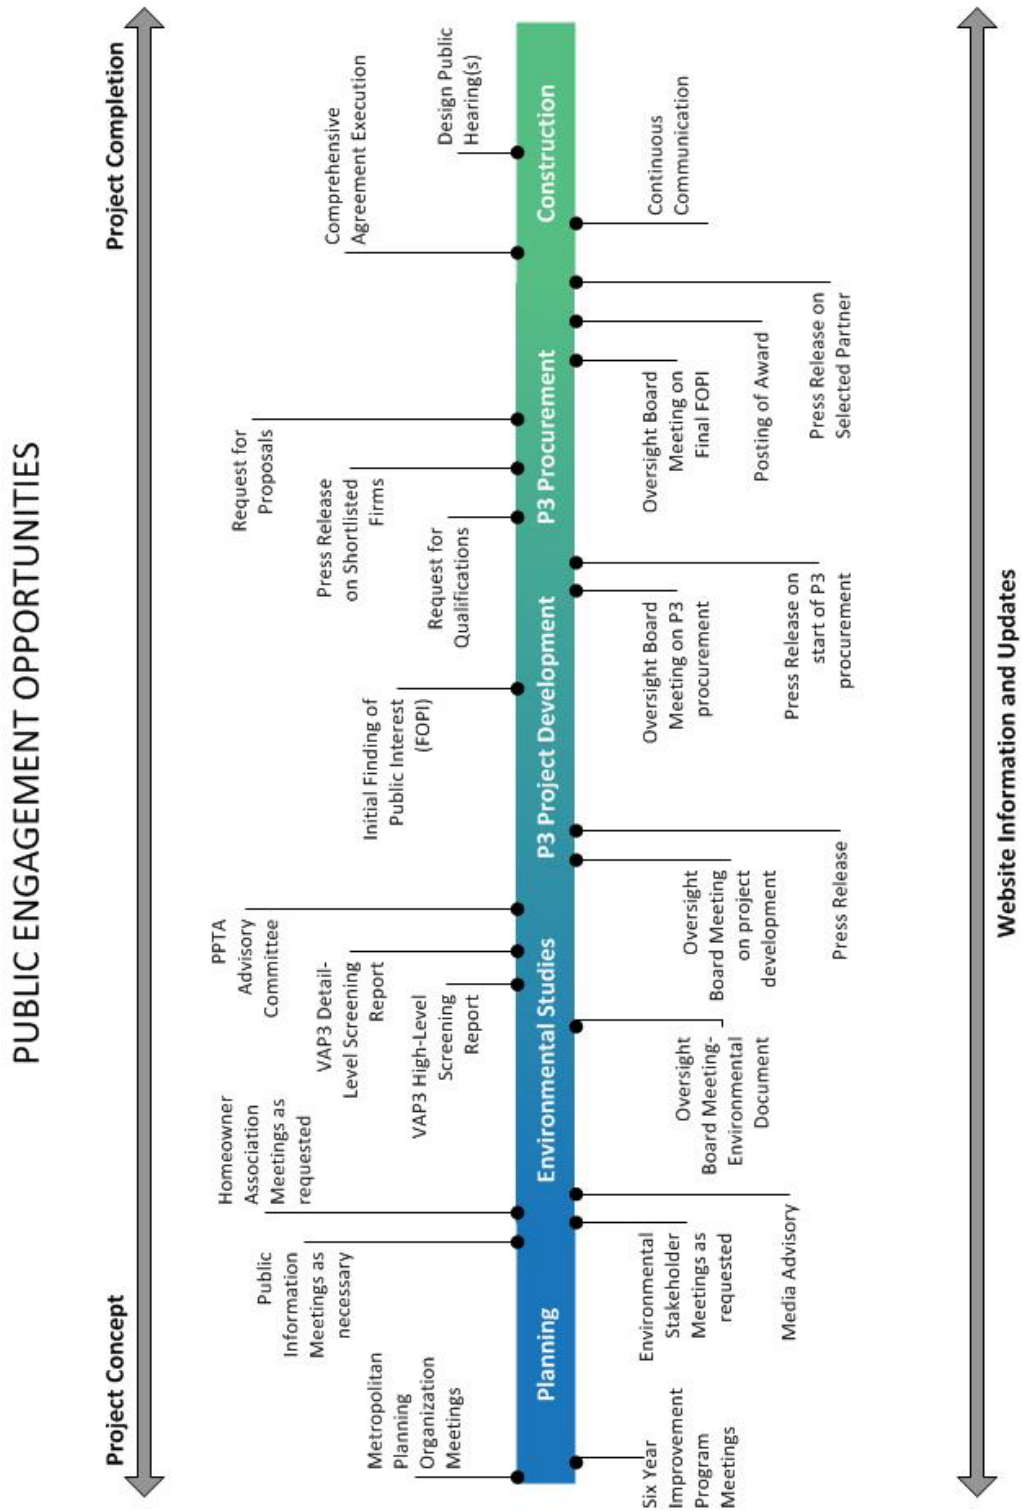 PUBLIC ENGAGEMENT OPPORTUNITIES
Project Concept
Project Completion
Metropolitan
Planning
Organization
Meetings
Public
Information
Meetings as
necessary
Homeowner
Association
Meetings as
requested
VAP3 High-Level
Screening
Report
VAP3 Detail-
Level Screening
Report
PPTA
Advisory
Committee
Initial Finding of
Public Interest
(FOPI)
Request for
Qualifications
Press Release
on Shortlisted
Firms
Request for
Proposals
Comprehensive
Agreement Execution
Design Public
Hearing(s)
Planning
Environmental Studies
P3 Project Development
P3 Procurement
Construction
Six Year
Improvement
Program
Meetings
Environmental
Stakeholder
Meetings as
requested
Media Advisory
Oversight
Board Meeting-
Environmental
Document
Oversight
Board Meeting
on project
development
Press Release
Oversight Board
Meeting on P3
procurement
Press Release on
start of P3
procurement
Oversight Board
Meeting on
Final FOPI
Posting of Award
Press Release on
Selected Partner
Continuous
Communication
Website Information and Updates